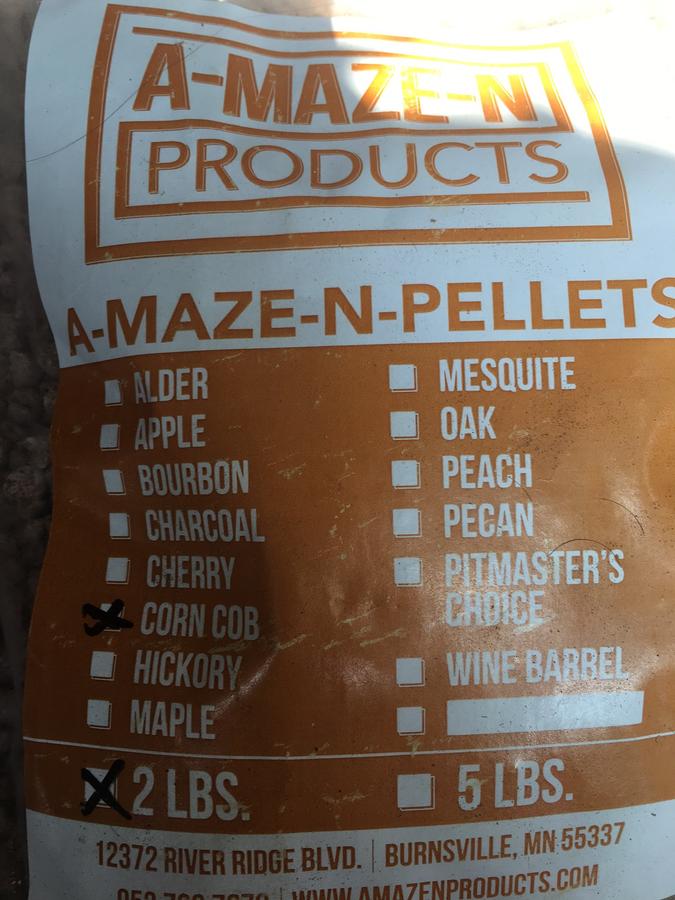 A-MAZE-N
PRODUCTS
A-MAZE-N-PELLETS
ALDER
APPLE
BOURBON
CHARCOAL
CHERRY
CORN COB
HICKORY
MAPLE
MESQUITE
OAK
PEACH
PECAN
PITMASTER'S
CHOICE
WINE BARREL
2 LBS.
5 LBS.
12372 RIVER RIDGE BLVD. | BURNSVILLE, MN 55337
WWW.AMAZENPRODUCTS.COM